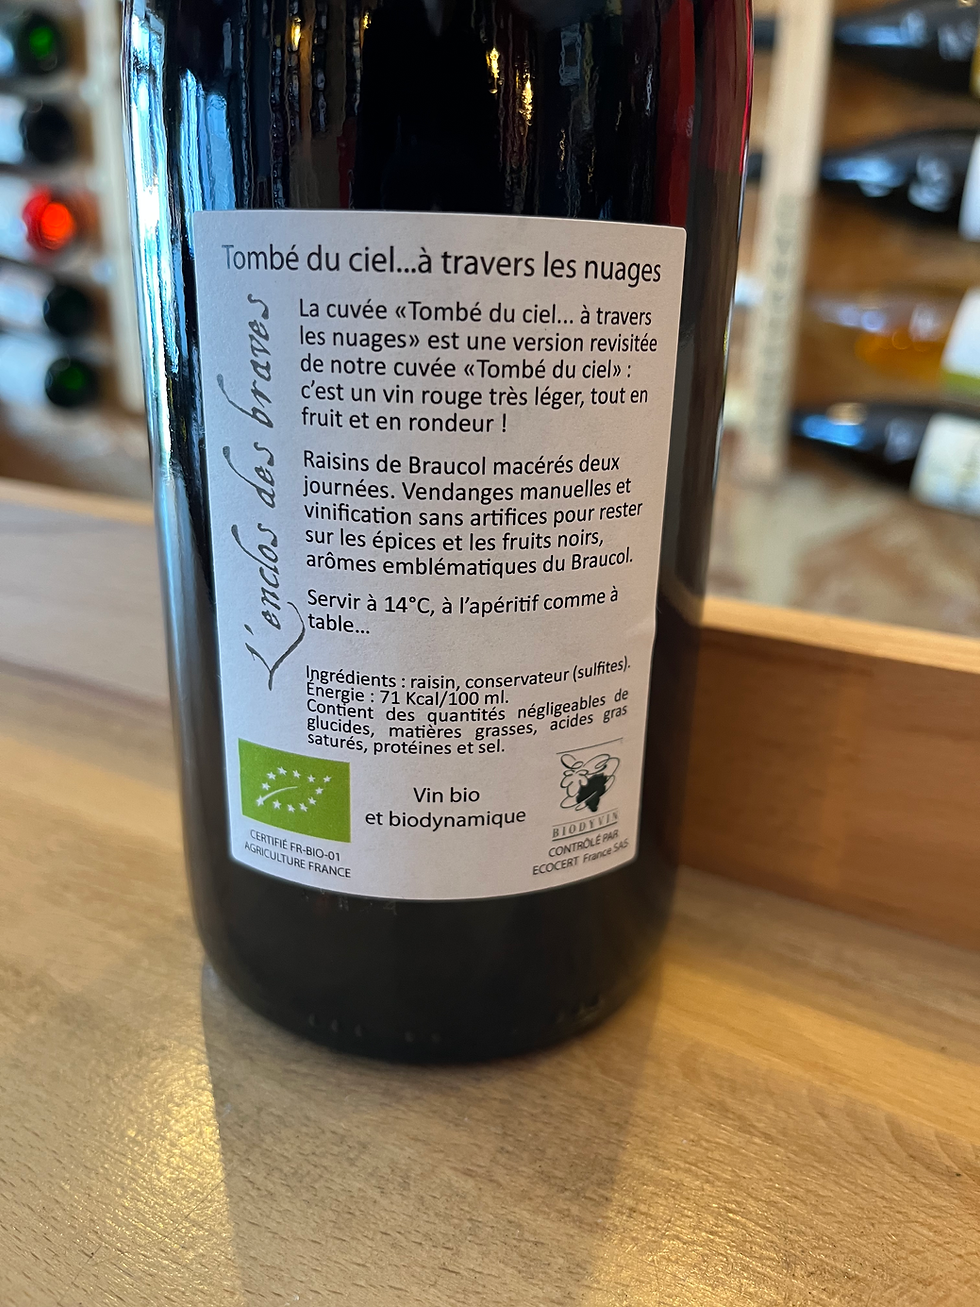 Tombé du ciel...à travers les nuages
L'enclos des braves
La cuvée «Tombé du ciel... à travers
les nuages» est une version revisitée
de notre cuvée «Tombé du ciel» :
c'est un vin rouge très léger, tout en
fruit et en rondeur !
Raisins de Braucol macérés deux
journées. Vendanges manuelles et
vinification sans artifices pour rester
sur les épices et les fruits noirs,
arômes emblématiques du Braucol.
Servir à 14°C, à l'apéritif comme à
table...
Ingrédients : raisin, conservateur (sulfites).
Énergie : 71 Kcal/100 ml.
Contient des quantités négligeables de
glucides, matières grasses, acides gras
saturés, protéines et sel.
Vin bio
et biodynamique
CERTIFIÉ FR-BIO-01
AGRICULTURE FRANCE
BIODYVIN
CONTRÔLÉ PAR
ECOCERT France SAS